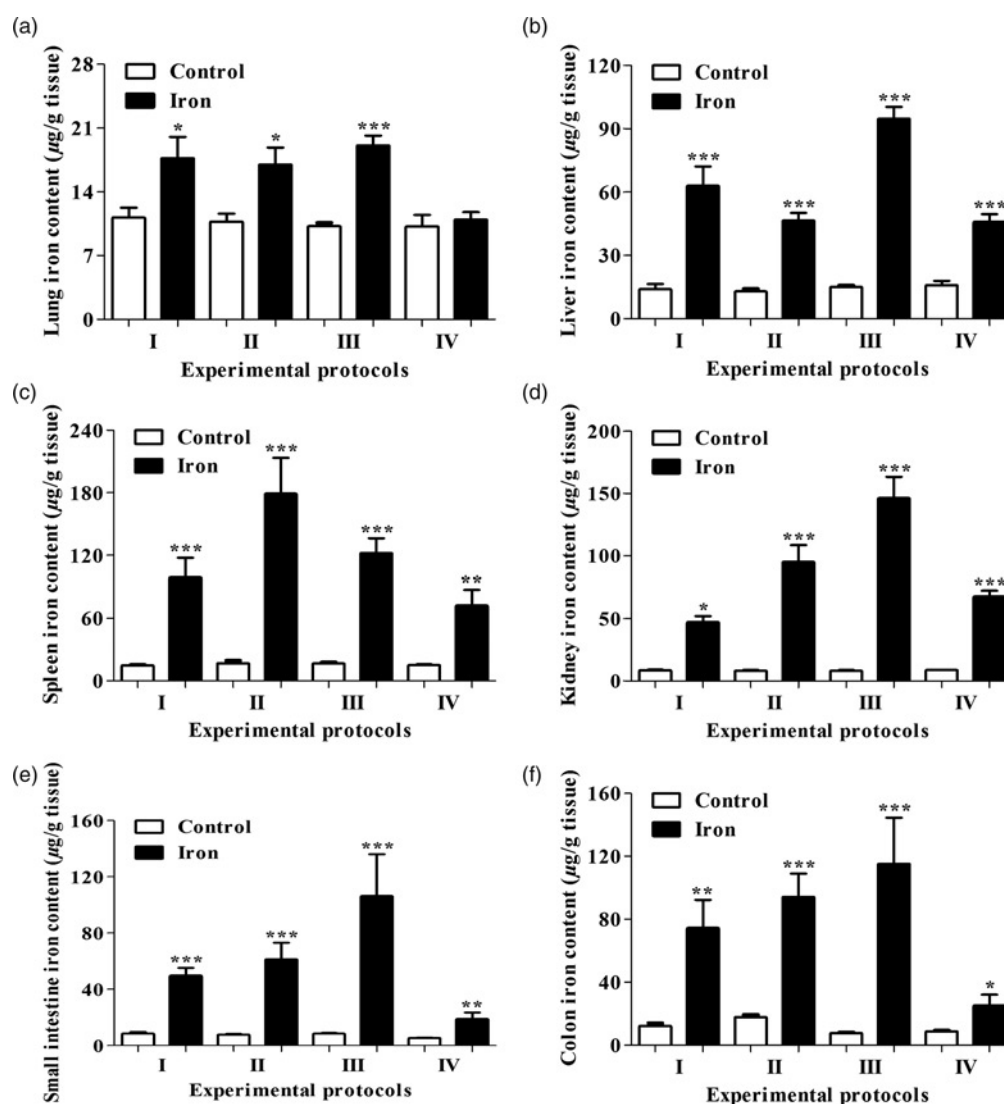 (a)
Lung iron content (µg/g tissue)
28
21
14
7
0
Control
Iron
*
*
***
I II III IV
Experimental protocols
(b)
Liver iron content (µg/g tissue)
120
90
60
30
0
Control
Iron
***
***
***
***
I II III IV
Experimental protocols
(c)
Spleen iron content (µg/g tissue)
240
180
120
60
0
Control
Iron
***
***
***
**
I II III IV
Experimental protocols
(d)
Kidney iron content (µg/g tissue)
200
150
100
50
0
Control
Iron
*
***
***
***
I II III IV
Experimental protocols
(e)
Small intestine iron content (µg/g tissue)
160
120
80
40
0
Control
Iron
***
***
***
**
I II III IV
Experimental protocols
(f)
Colon iron content (µg/g tissue)
160
120
80
40
0
Control
Iron
**
***
***
*
I II III IV
Experimental protocols